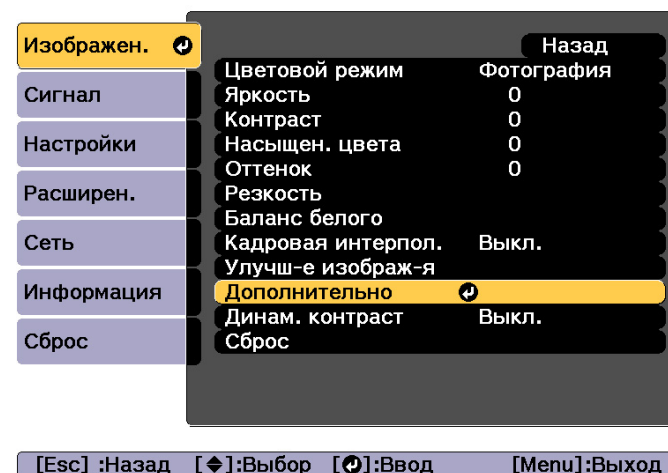 Изображен.
Назад
Цветовой режим Фотография
Сигнал
Яркость 0
Контраст 0
Настройки
Насыщен. цвета 0
Оттенок 0
Расширен.
Резкость
Баланс белого
Сеть
Кадровая интерпол. Выкл.
Улучш-е изображ-я
Информация
Дополнительно
Динам. контраст Выкл.
Сброс
Сброс
[Esc] :Назад [◆]:Выбор [↵]:Ввод [Menu]:Выход